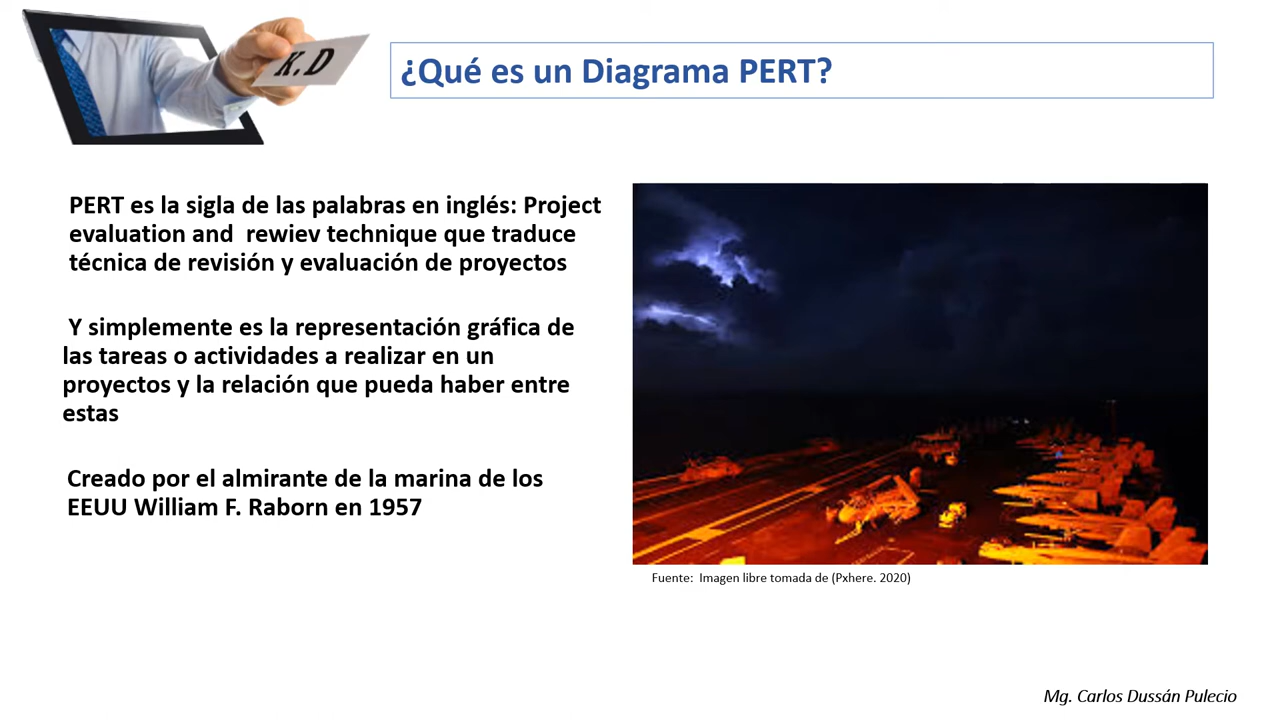 K.D
¿Qué es un Diagrama PERT?
PERT es la sigla de las palabras en inglés: Project
evaluation and  rewiev technique que traduce
técnica de revisión y evaluación de proyectos
Y simplemente es la representación gráfica de
las tareas o actividades a realizar en un
proyectos y la relación que pueda haber entre
estas
Creado por el almirante de la marina de los
EEUU William F. Raborn en 1957
Fuente:  Imagen libre tomada de (Pxhere. 2020)
Mg. Carlos Dussán Pulecio